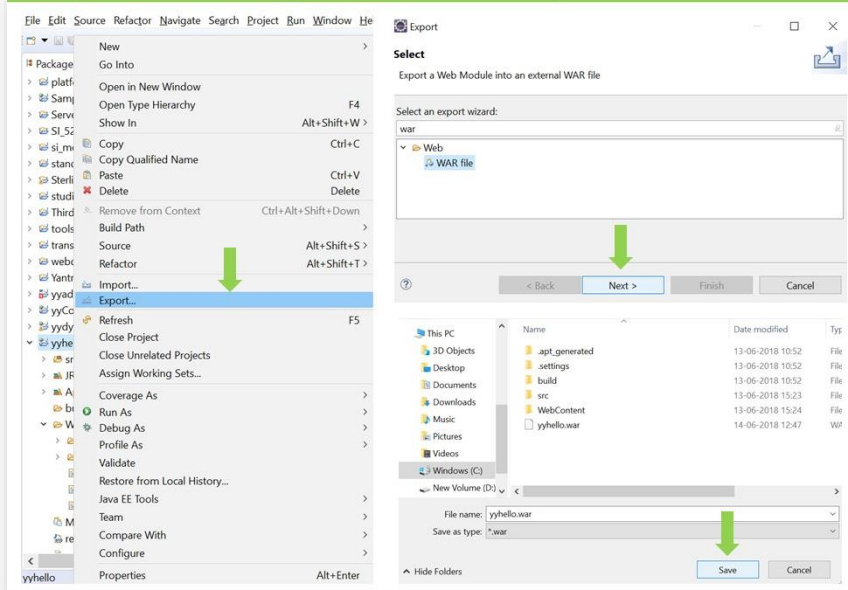 File Edit Source Refactor Navigate Search Project Run Window He
Package
platf
Samp
Serve
SI_52
si_m
stand
Sterli
studi
Third
tools
trans
webc
Yantr
yyad
yyCo
yydy
yyhe
sr
JR
A
bu
W
M
re
yyhello
New
Go Into
Open in New Window
Open Type Hierarchy F4
Show In Alt+Shift+W >
Copy Ctrl+C
Copy Qualified Name
Paste Ctrl+V
Delete Delete
Remove from Context Ctrl+Alt+Shift+Down
Build Path
Source Alt+Shift+S >
Refactor Alt+Shift+T >
Import...
Export...
Refresh F5
Close Project
Close Unrelated Projects
Assign Working Sets...
Coverage As
Run As
Debug As
Profile As
Validate
Restore from Local History...
Java EE Tools
Team
Compare With
Configure
Properties Alt+Enter
Export
Select
Export a Web Module into an external WAR file
Select an export wizard:
war
Web
WAR file
< Back Next > Finish Cancel
This PC
3D Objects
Desktop
Documents
Downloads
Music
Pictures
Videos
Windows (C:)
New Volume (D:)
Name Date modified Typ
.apt_generated 13-06-2018 10:52 File
.settings 13-06-2018 10:52 File
build 13-06-2018 10:52 File
src 13-06-2018 15:23 File
WebContent 13-06-2018 15:24 File
yyhello.war 14-06-2018 12:47 WA
File name: yyhello.war
Save as type: *.war
Hide Folders Save Cancel